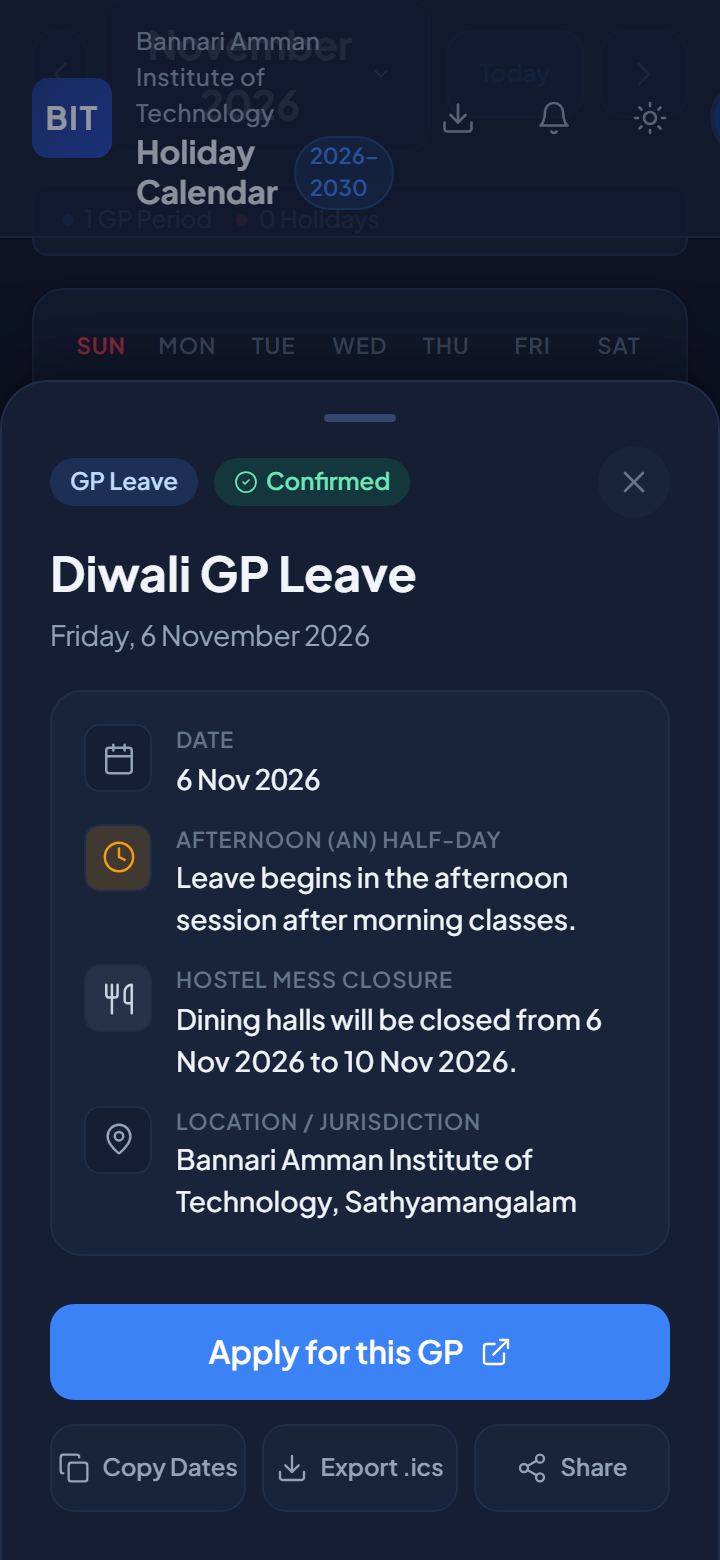 November
2026
Today
BIT
Bannari Amman
Institute of
Technology
Holiday
Calendar
2026–
2030
1 GP Period
0 Holidays
SUN MON TUE WED THU FRI SAT
GP Leave
Confirmed
Diwali GP Leave
Friday, 6 November 2026
DATE
6 Nov 2026
AFTERNOON (AN) HALF-DAY
Leave begins in the afternoon
session after morning classes.
HOSTEL MESS CLOSURE
Dining halls will be closed from 6
Nov 2026 to 10 Nov 2026.
LOCATION / JURISDICTION
Bannari Amman Institute of
Technology, Sathyamangalam
Apply for this GP
Copy Dates
Export .ics
Share